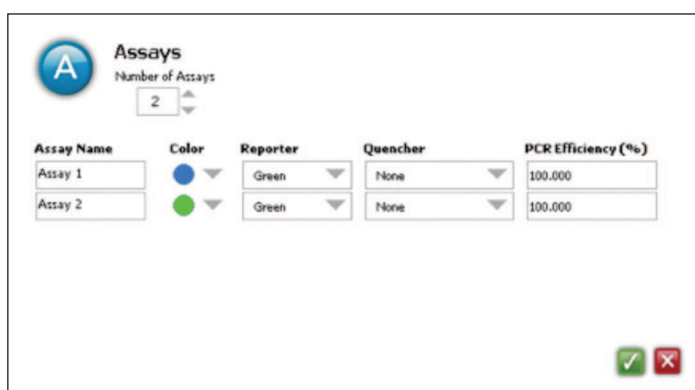 A
Assays
Number of Assays
2
Assay Name Color Reporter Quencher PCR Efficiency (%)
Assay 1 Green None 100.000
Assay 2 Green None 100.000